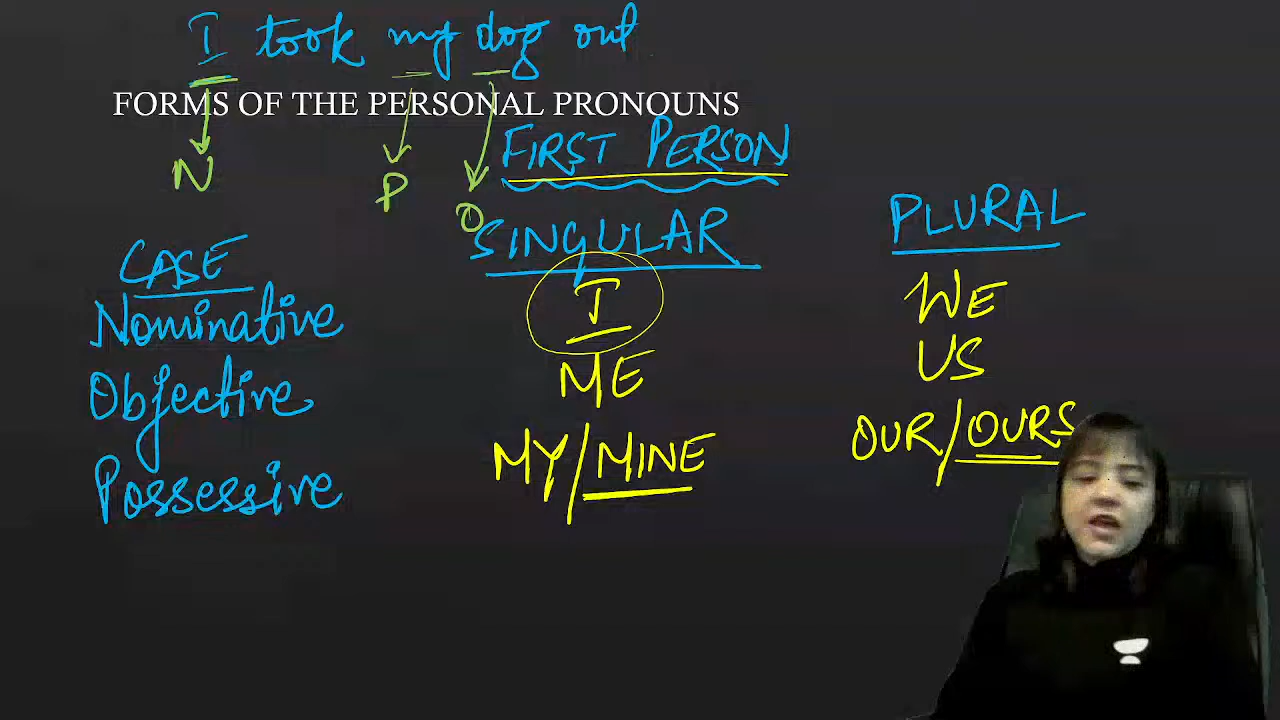 I took my dog out
FORMS OF THE PERSONAL PRONOUNS
N P O
FIRST PERSON
CASE SINGULAR PLURAL
Nominative I WE
Objective ME US
Possessive MY/MINE OUR/OURS